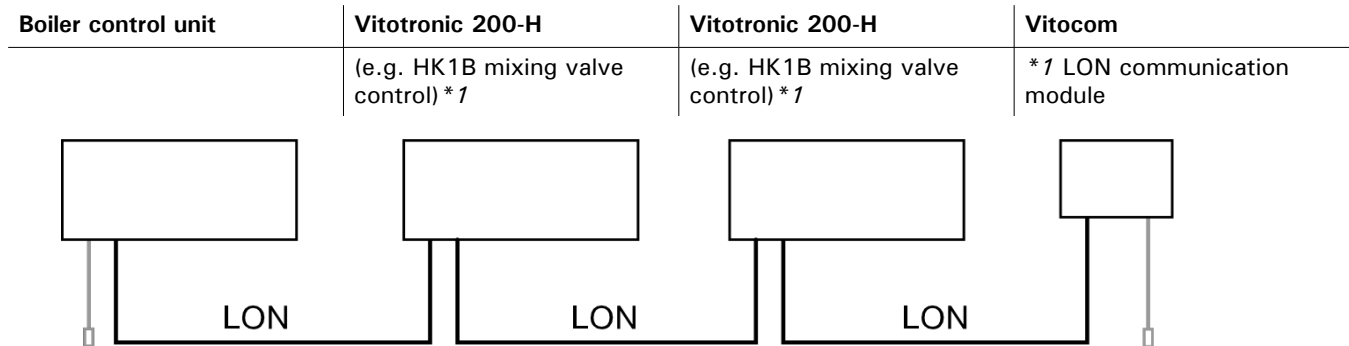 Boiler control unit
Vitotronic 200-H
Vitotronic 200-H
Vitocom
(e.g. HK1B mixing valve
control) *1
(e.g. HK1B mixing valve
control) *1
*1 LON communication
module
LON
LON
LON